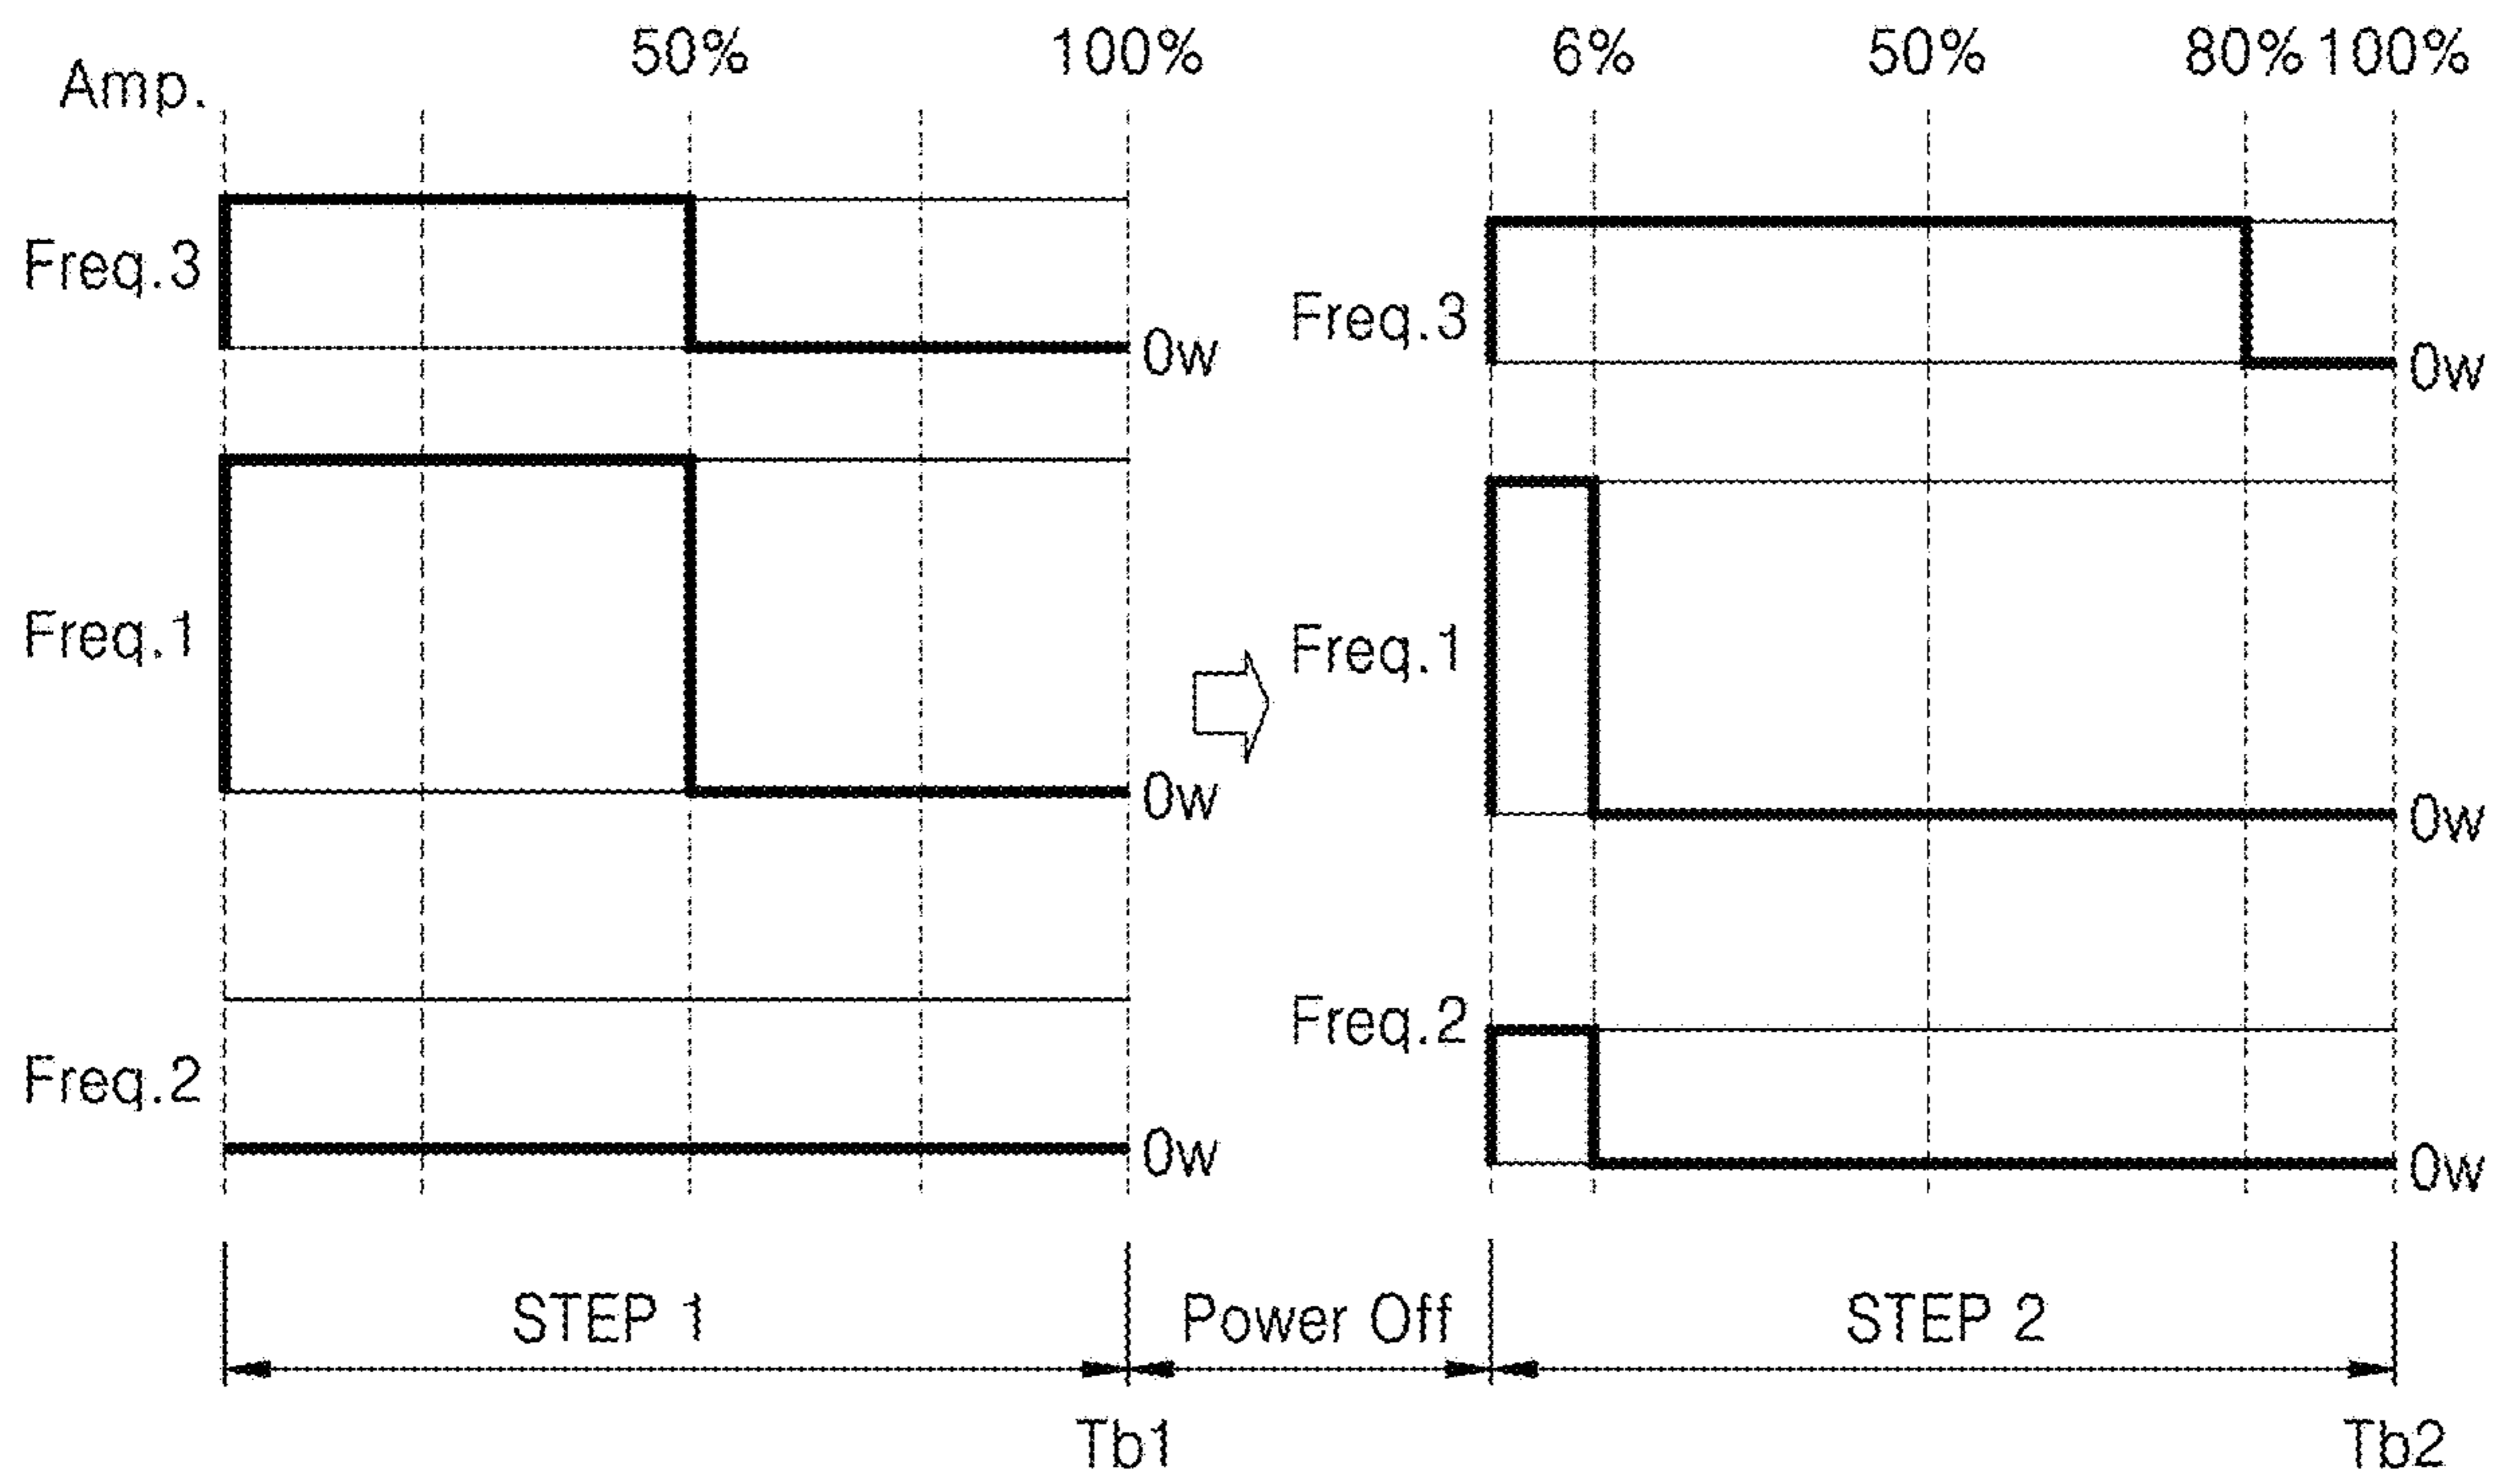 Amp.
50%
100%
6%
50%
80%
100%
Freq.3
0w
Freq.3
0w
Freq.1
0w
Freq.1
0w
Freq.2
0w
Freq.2
0w
STEP 1
Power Off
STEP 2
Tb1
Tb2